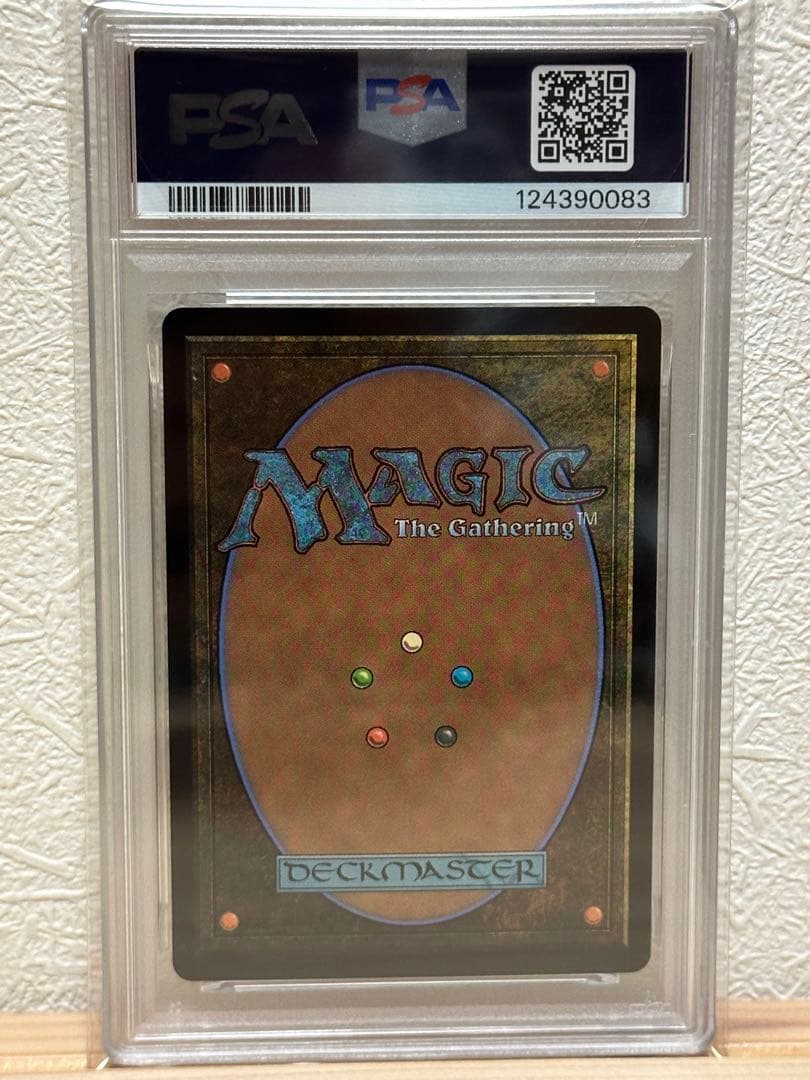 PSA
PSA
124390083
MAGIC
The Gathering™
DECKMASTER